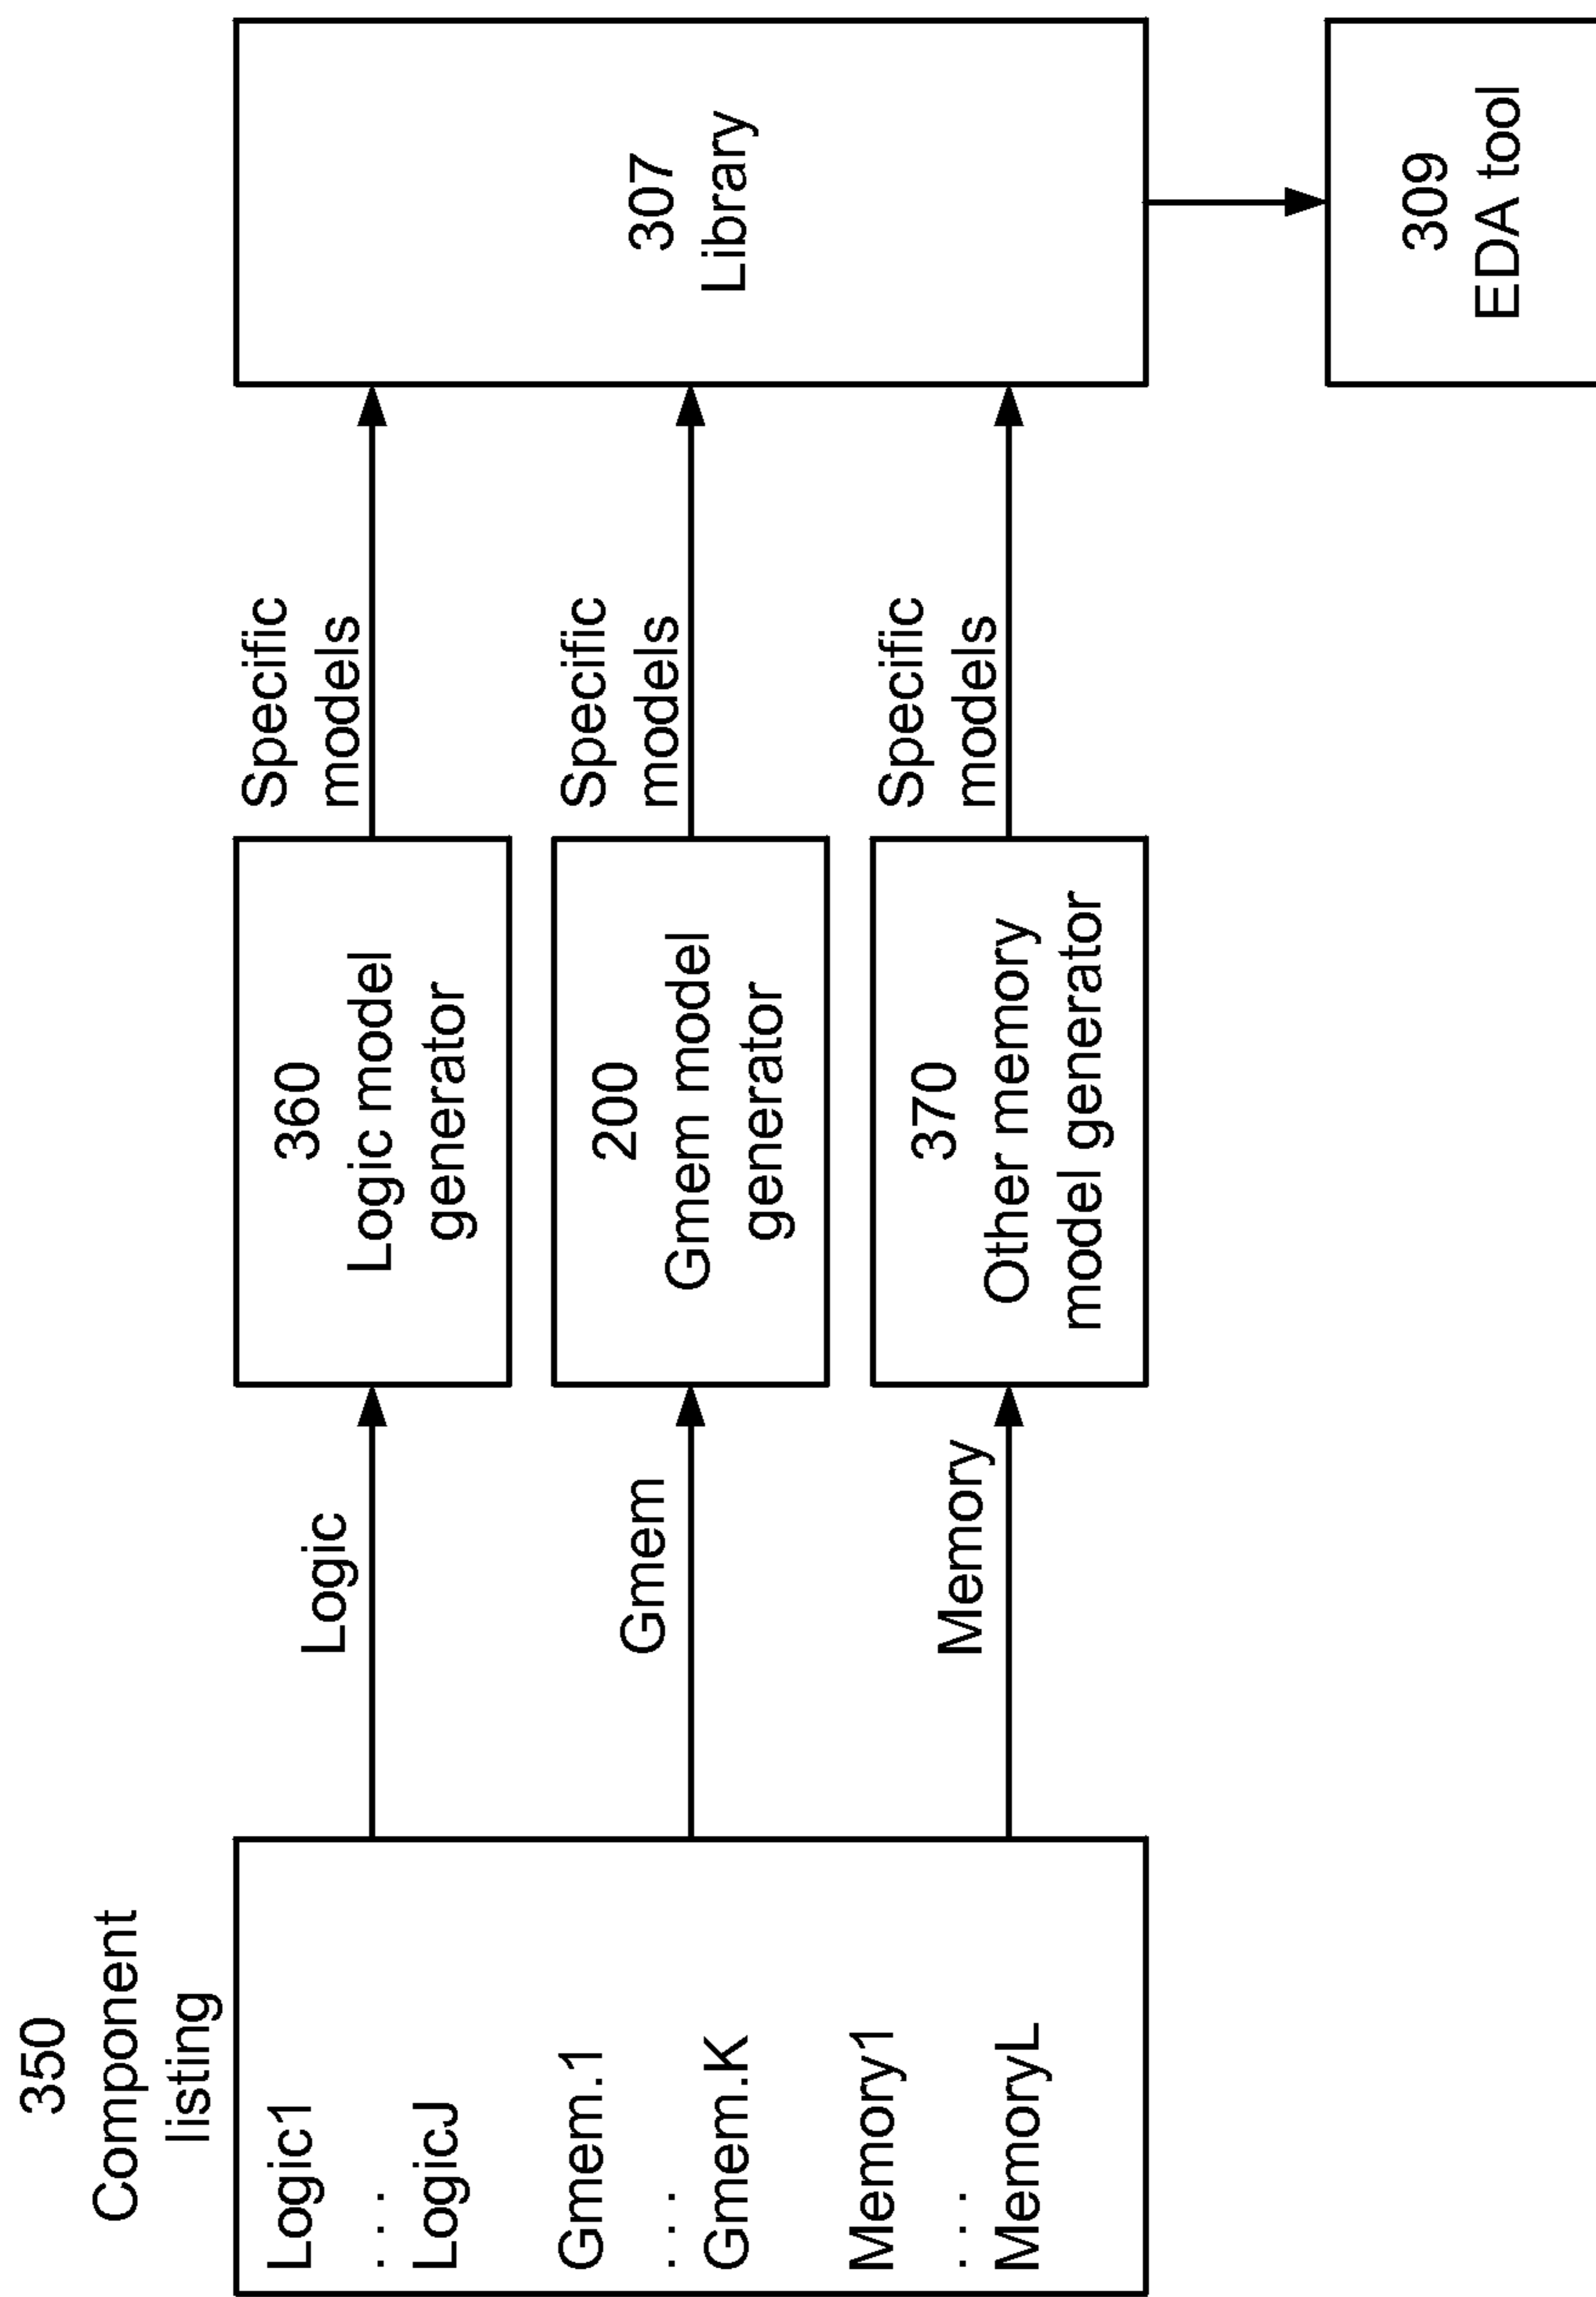 350
Component
listing
Logic1
. . .
LogicJ
Gmem.1
. . .
Gmem.K
Memory1
. . .
MemoryL
Logic
Gmem
Memory
360
Logic model
generator
200
Gmem model
generator
370
Other memory
model generator
Specific
models
Specific
models
Specific
models
307
Library
309
EDA tool